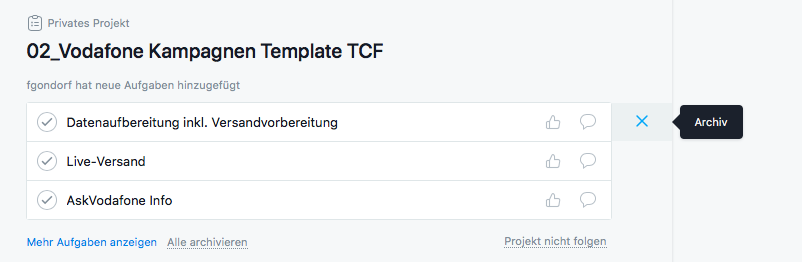 Privates Projekt
02_Vodafone Kampagnen Template TCF
fgondorf hat neue Aufgaben hinzugefügt
Datenaufbereitung inkl. Versandvorbereitung
Archiv
Live-Versand
AskVodafone Info
Mehr Aufgaben anzeigen Alle archivieren Projekt nicht folgen